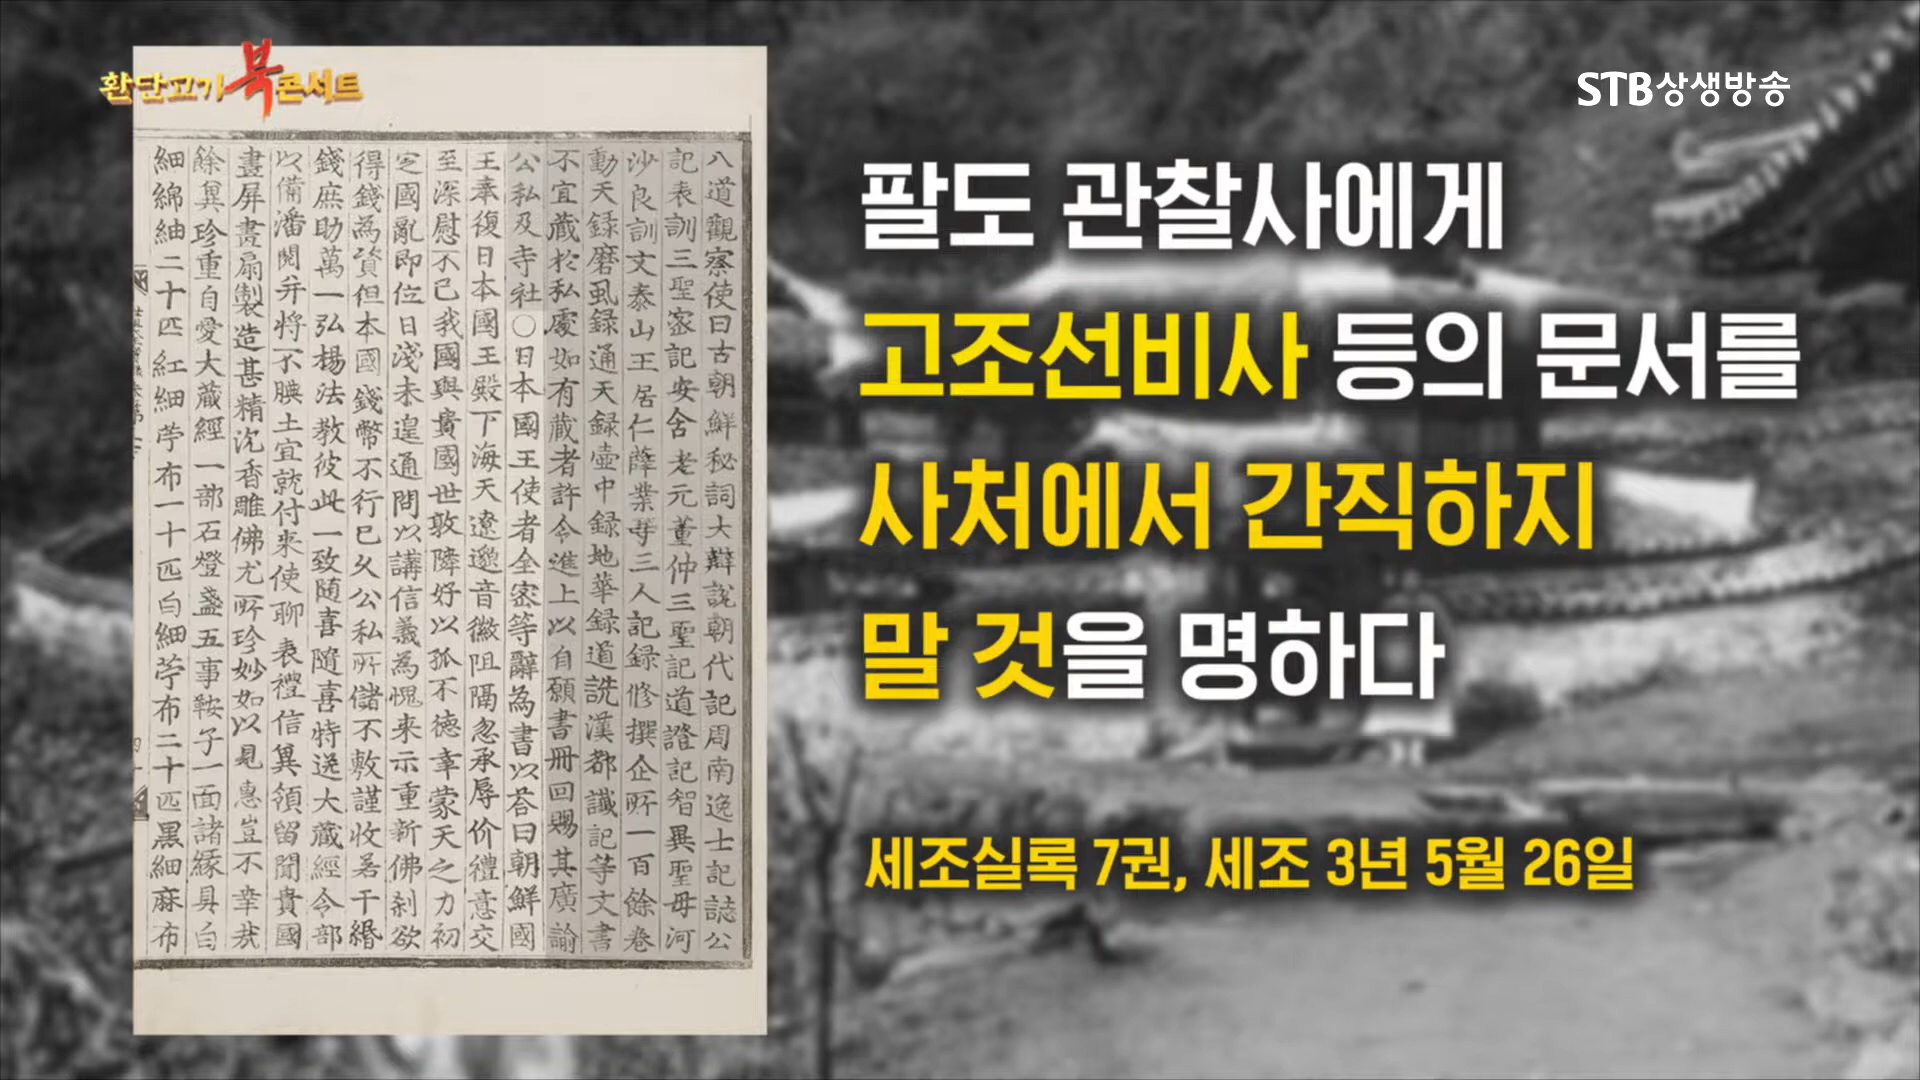 환단고기 북콘서트
STB상생방송
八道觀察使曰古朝鮮秘詞大辯說朝代記周南逸士記誌公
記表訓三聖密記安舍老元董仲三聖記道證記智異聖母河
沙良訓文泰山王居仁薛業等三人記錄修撰企所一百餘卷
動天錄磨虱錄通天錄壺中錄地華錄道詵漢都讖記等文書
不宜藏於私處如有藏者許令進上以自願書冊回賜其廣諭
公私及寺社○日本國王使者全密等辭爲書以荅曰朝鮮國
王奉復日本國王殿下海天遼邈音徽阻隔忽承辱价禮意交
至深慰不已我國與貴國世敦隣好以孤不德幸蒙天之力初
定國亂即位日淺未遑通問以講信義爲愧來示重新佛刹欲
得錢爲資但本國錢幣不行已久公私所儲不敷謹收若干緡
錢庶助萬一弘楊法教彼此一致隨喜隨喜特送大藏經令部
以備潘閱并將不腆土宜就付來使聊表禮信冀領留聞貴國
畫屛畫扇製造甚精沈香雕佛尤所珍妙如以見惠豈不幸哉
餘冀珍重自愛大藏經一部石燈盞五事鞍子一面諸緣具白
細綿紬二十匹紅細苧布一十匹白細苧布二十匹黑細麻布
팔도 관찰사에게
고조선비사 등의 문서를
사처에서 간직하지
말 것을 명하다
세조실록 7권, 세조 3년 5월 26일